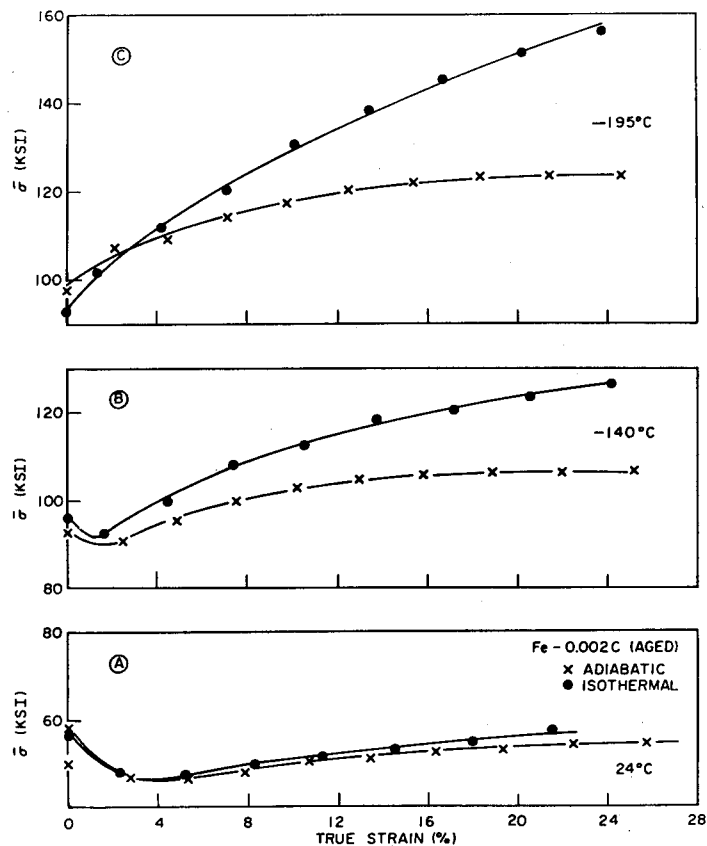 160
C
140
σ̄ (KSI)
−195°C
120
100
B
120
−140°C
σ̄ (KSI)
100
80
80
A
Fe−0.002C (AGED)
× ADIABATIC
● ISOTHERMAL
σ̄ (KSI)
60
24°C
40
0 4 8 12 16 20 24 28
TRUE STRAIN (%)